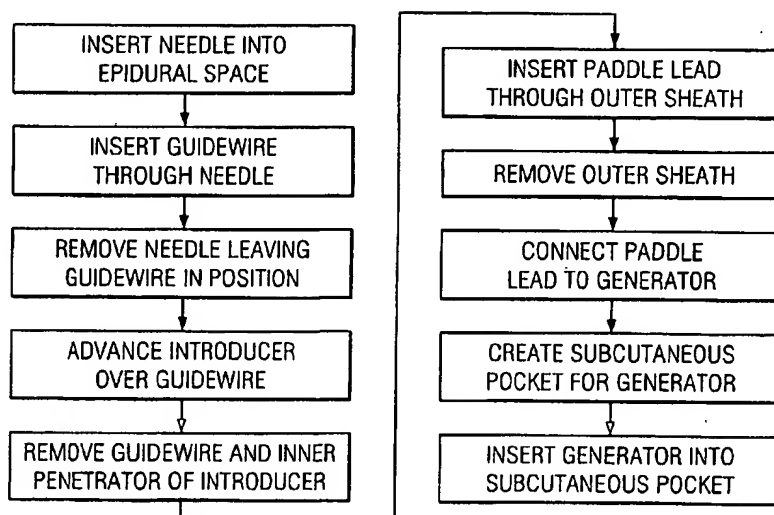 INSERT NEEDLE INTO
EPIDURAL SPACE
INSERT GUIDEWIRE
THROUGH NEEDLE
REMOVE NEEDLE LEAVING
GUIDEWIRE IN POSITION
ADVANCE INTRODUCER
OVER GUIDEWIRE
REMOVE GUIDEWIRE AND INNER
PENETRATOR OF INTRODUCER
INSERT PADDLE LEAD
THROUGH OUTER SHEATH
REMOVE OUTER SHEATH
CONNECT PADDLE
LEAD TO GENERATOR
CREATE SUBCUTANEOUS
POCKET FOR GENERATOR
INSERT GENERATOR INTO
SUBCUTANEOUS POCKET